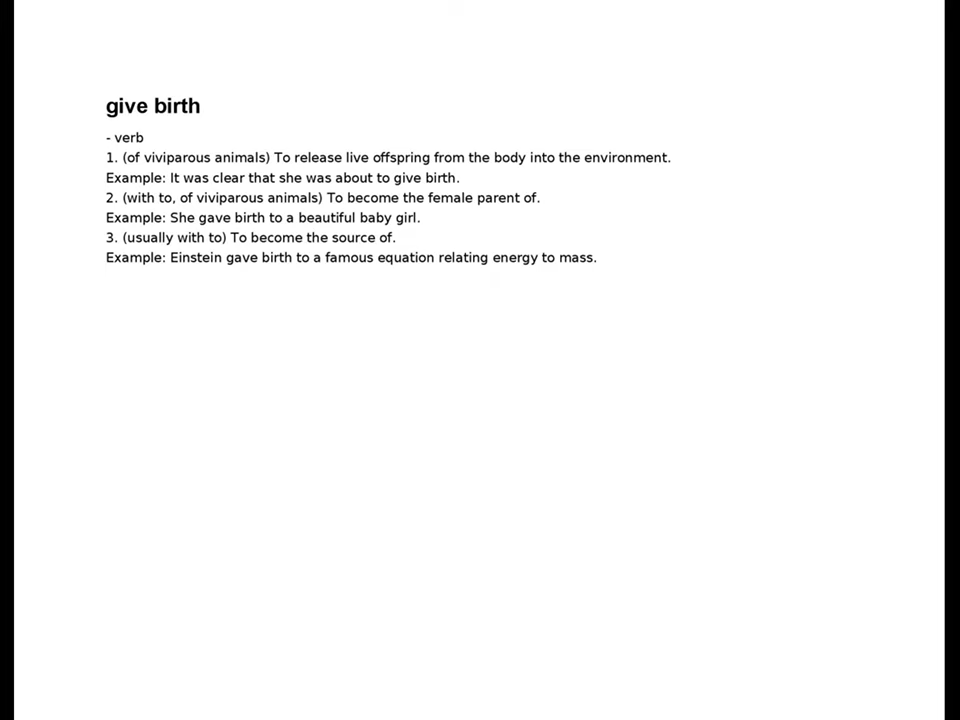 give birth
- verb
1. (of viviparous animals) To release live offspring from the body into the environment.
Example: It was clear that she was about to give birth.
2. (with to, of viviparous animals) To become the female parent of.
Example: She gave birth to a beautiful baby girl.
3. (usually with to) To become the source of.
Example: Einstein gave birth to a famous equation relating energy to mass.